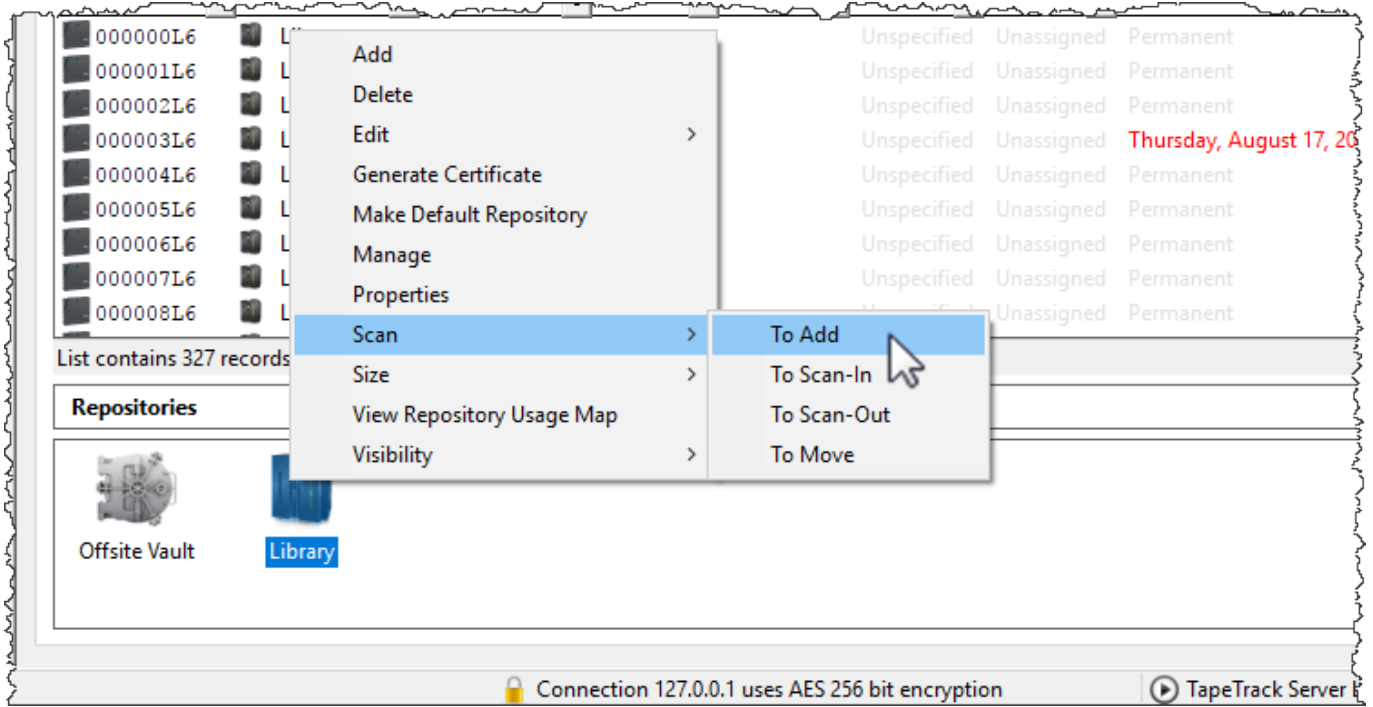 000000L6 Unspecified Unassigned Permanent
000001L6 Unspecified Unassigned Permanent
000002L6 L Unspecified Unassigned Permanent
000003L6 L Unspecified Unassigned Thursday, August 17, 20
000004L6 L Unspecified Unassigned Permanent
000005L6 L Unspecified Unassigned Permanent
000006L6 L Unspecified Unassigned Permanent
000007L6 L Unspecified Unassigned Permanent
000008L6 L Unassigned Permanent
Add
Delete
Edit >
Generate Certificate
Make Default Repository
Manage
Properties
Scan >
Size >
View Repository Usage Map
Visibility >
To Add
To Scan-In
To Scan-Out
To Move
List contains 327 records
Repositories
Offsite Vault
Library
Connection 127.0.0.1 uses AES 256 bit encryption
TapeTrack Server